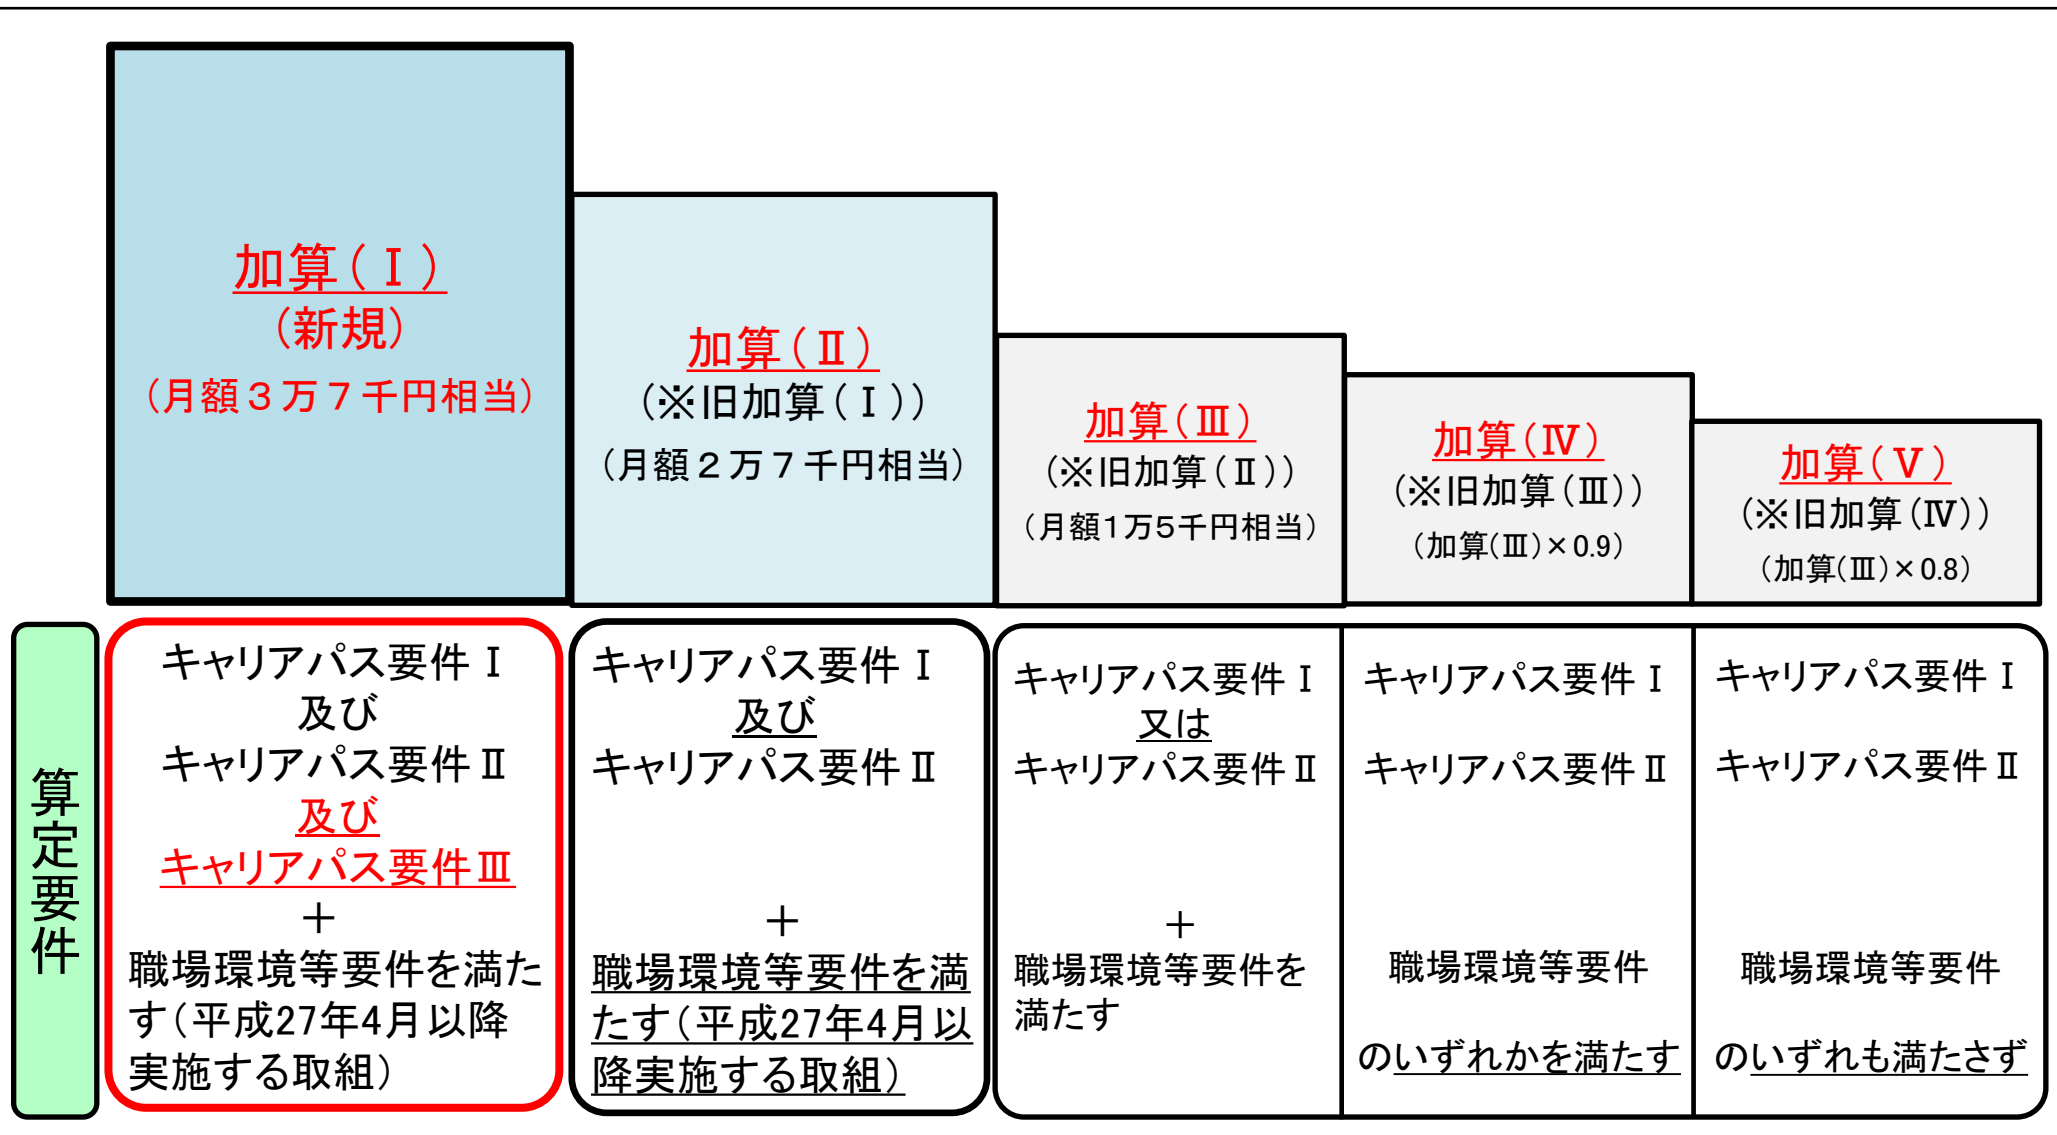 加算(Ⅰ)
(新規)
(月額３万７千円相当)
加算(Ⅱ)
(※旧加算(Ⅰ))
(月額２万７千円相当)
加算(Ⅲ)
(※旧加算(Ⅱ))
(月額1万5千円相当)
加算(Ⅳ)
(※旧加算(Ⅲ))
(加算(Ⅲ)×0.9)
加算(Ⅴ)
(※旧加算(Ⅳ))
(加算(Ⅲ)×0.8)
算定要件
キャリアパス要件Ⅰ
及び
キャリアパス要件Ⅱ
及び
キャリアパス要件Ⅲ
＋
職場環境等要件を満た
す(平成27年4月以降
実施する取組)
キャリアパス要件Ⅰ
及び
キャリアパス要件Ⅱ
＋
職場環境等要件を満
たす(平成27年4月以
降実施する取組)
キャリアパス要件Ⅰ
又は
キャリアパス要件Ⅱ
＋
職場環境等要件を
満たす
キャリアパス要件Ⅰ
キャリアパス要件Ⅱ
職場環境等要件
のいずれかを満たす
キャリアパス要件Ⅰ
キャリアパス要件Ⅱ
職場環境等要件
のいずれも満たさず